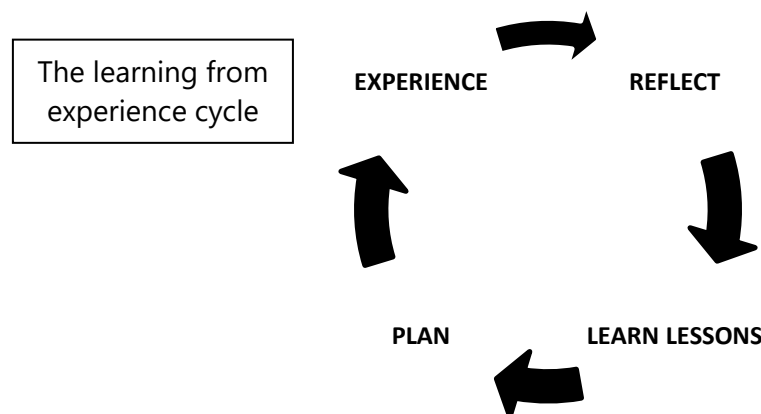 The learning from
experience cycle
EXPERIENCE
REFLECT
PLAN
LEARN LESSONS